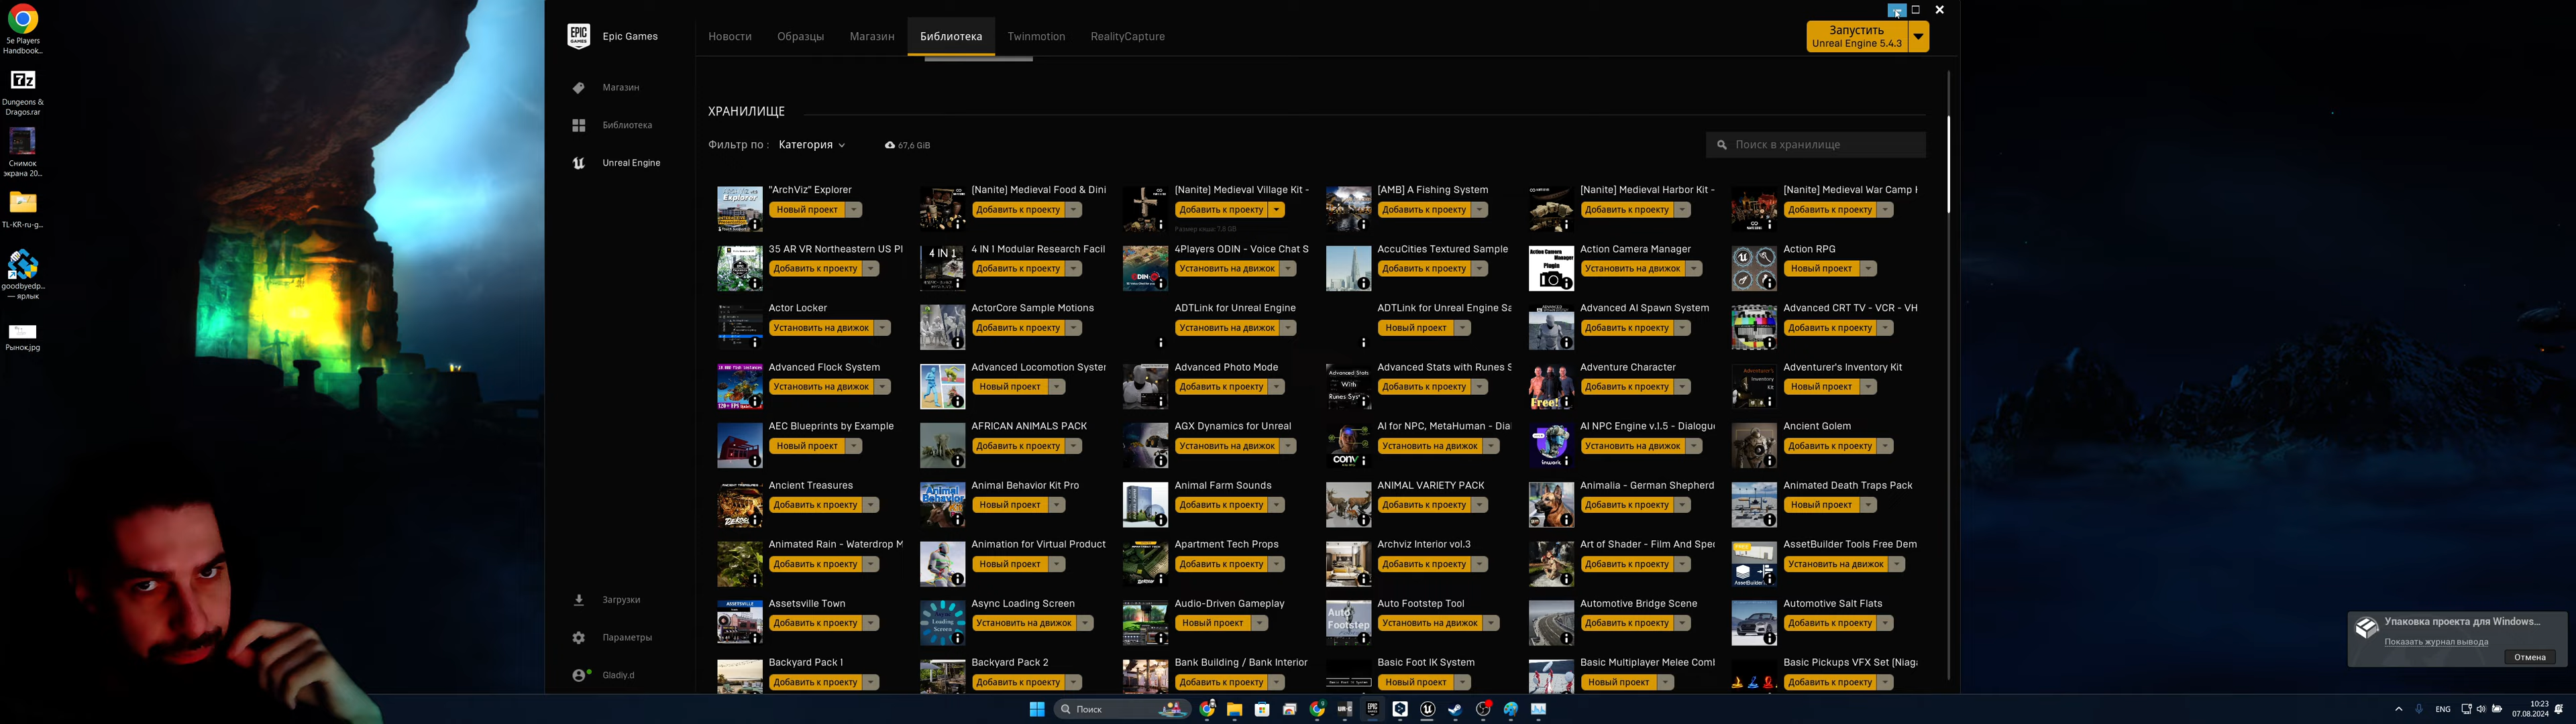 5e Players
Handbook...
Dungeons &
Dragos.rar
Снимок
экрана 20...
TL-KR-ru-g...
goodbyedp...
— ярлык
Рынок.jpg
EPIC GAMES
Epic Games
Магазин
Библиотека
Unreal Engine
Загрузки
Параметры
Gladiy.d
Новости Образцы Магазин Библиотека Twinmotion RealityCapture
Запустить
Unreal Engine 5.4.3
ХРАНИЛИЩЕ
Фильтр по : Категория 67,6 GiB Поиск в хранилище
"ArchViz" Explorer [Nanite] Medieval Food & Dini [Nanite] Medieval Village Kit - [AMB] A Fishing System [Nanite] Medieval Harbor Kit - [Nanite] Medieval War Camp
Новый проект Добавить к проекту Добавить к проекту Добавить к проекту Добавить к проекту Добавить к проекту
Размер кэша: 7.8 GB
35 AR VR Northeastern US Pl 4 IN 1 Modular Research Facil 4Players ODIN - Voice Chat S AccuCities Textured Sample Action Camera Manager Action RPG
Добавить к проекту Добавить к проекту Установить на движок Добавить к проекту Установить на движок Новый проект
Actor Locker ActorCore Sample Motions ADTLink for Unreal Engine ADTLink for Unreal Engine Sa Advanced AI Spawn System Advanced CRT TV - VCR - VH
Установить на движок Добавить к проекту Установить на движок Новый проект Добавить к проекту Добавить к проекту
Advanced Flock System Advanced Locomotion Syster Advanced Photo Mode Advanced Stats with Runes S Adventure Character Adventurer's Inventory Kit
Установить на движок Новый проект Добавить к проекту Добавить к проекту Добавить к проекту Новый проект
AEC Blueprints by Example AFRICAN ANIMALS PACK AGX Dynamics for Unreal AI for NPC, MetaHuman - Dia AI NPC Engine v.1.5 - Dialogu Ancient Golem
Новый проект Добавить к проекту Установить на движок Установить на движок Установить на движок Добавить к проекту
Ancient Treasures Animal Behavior Kit Pro Animal Farm Sounds ANIMAL VARIETY PACK Animalia - German Shepherd Animated Death Traps Pack
Добавить к проекту Новый проект Добавить к проекту Добавить к проекту Добавить к проекту Новый проект
Animated Rain - Waterdrop M Animation for Virtual Product Apartment Tech Props Archviz Interior vol.3 Art of Shader - Film And Spec AssetBuilder Tools Free Dem
Добавить к проекту Новый проект Добавить к проекту Добавить к проекту Добавить к проекту Установить на движок
Assetsville Town Async Loading Screen Audio-Driven Gameplay Auto Footstep Tool Automotive Bridge Scene Automotive Salt Flats
Добавить к проекту Установить на движок Новый проект Установить на движок Добавить к проекту Добавить к проекту
Backyard Pack 1 Backyard Pack 2 Bank Building / Bank Interior Basic Foot IK System Basic Multiplayer Melee Comb Basic Pickups VFX Set (Niaga
Добавить к проекту Добавить к проекту Добавить к проекту Новый проект Новый проект Добавить к проекту
Упаковка проекта для Windows...
Показать журнал вывода
Отмена
Поиск
ENG
10:23
07.08.2024